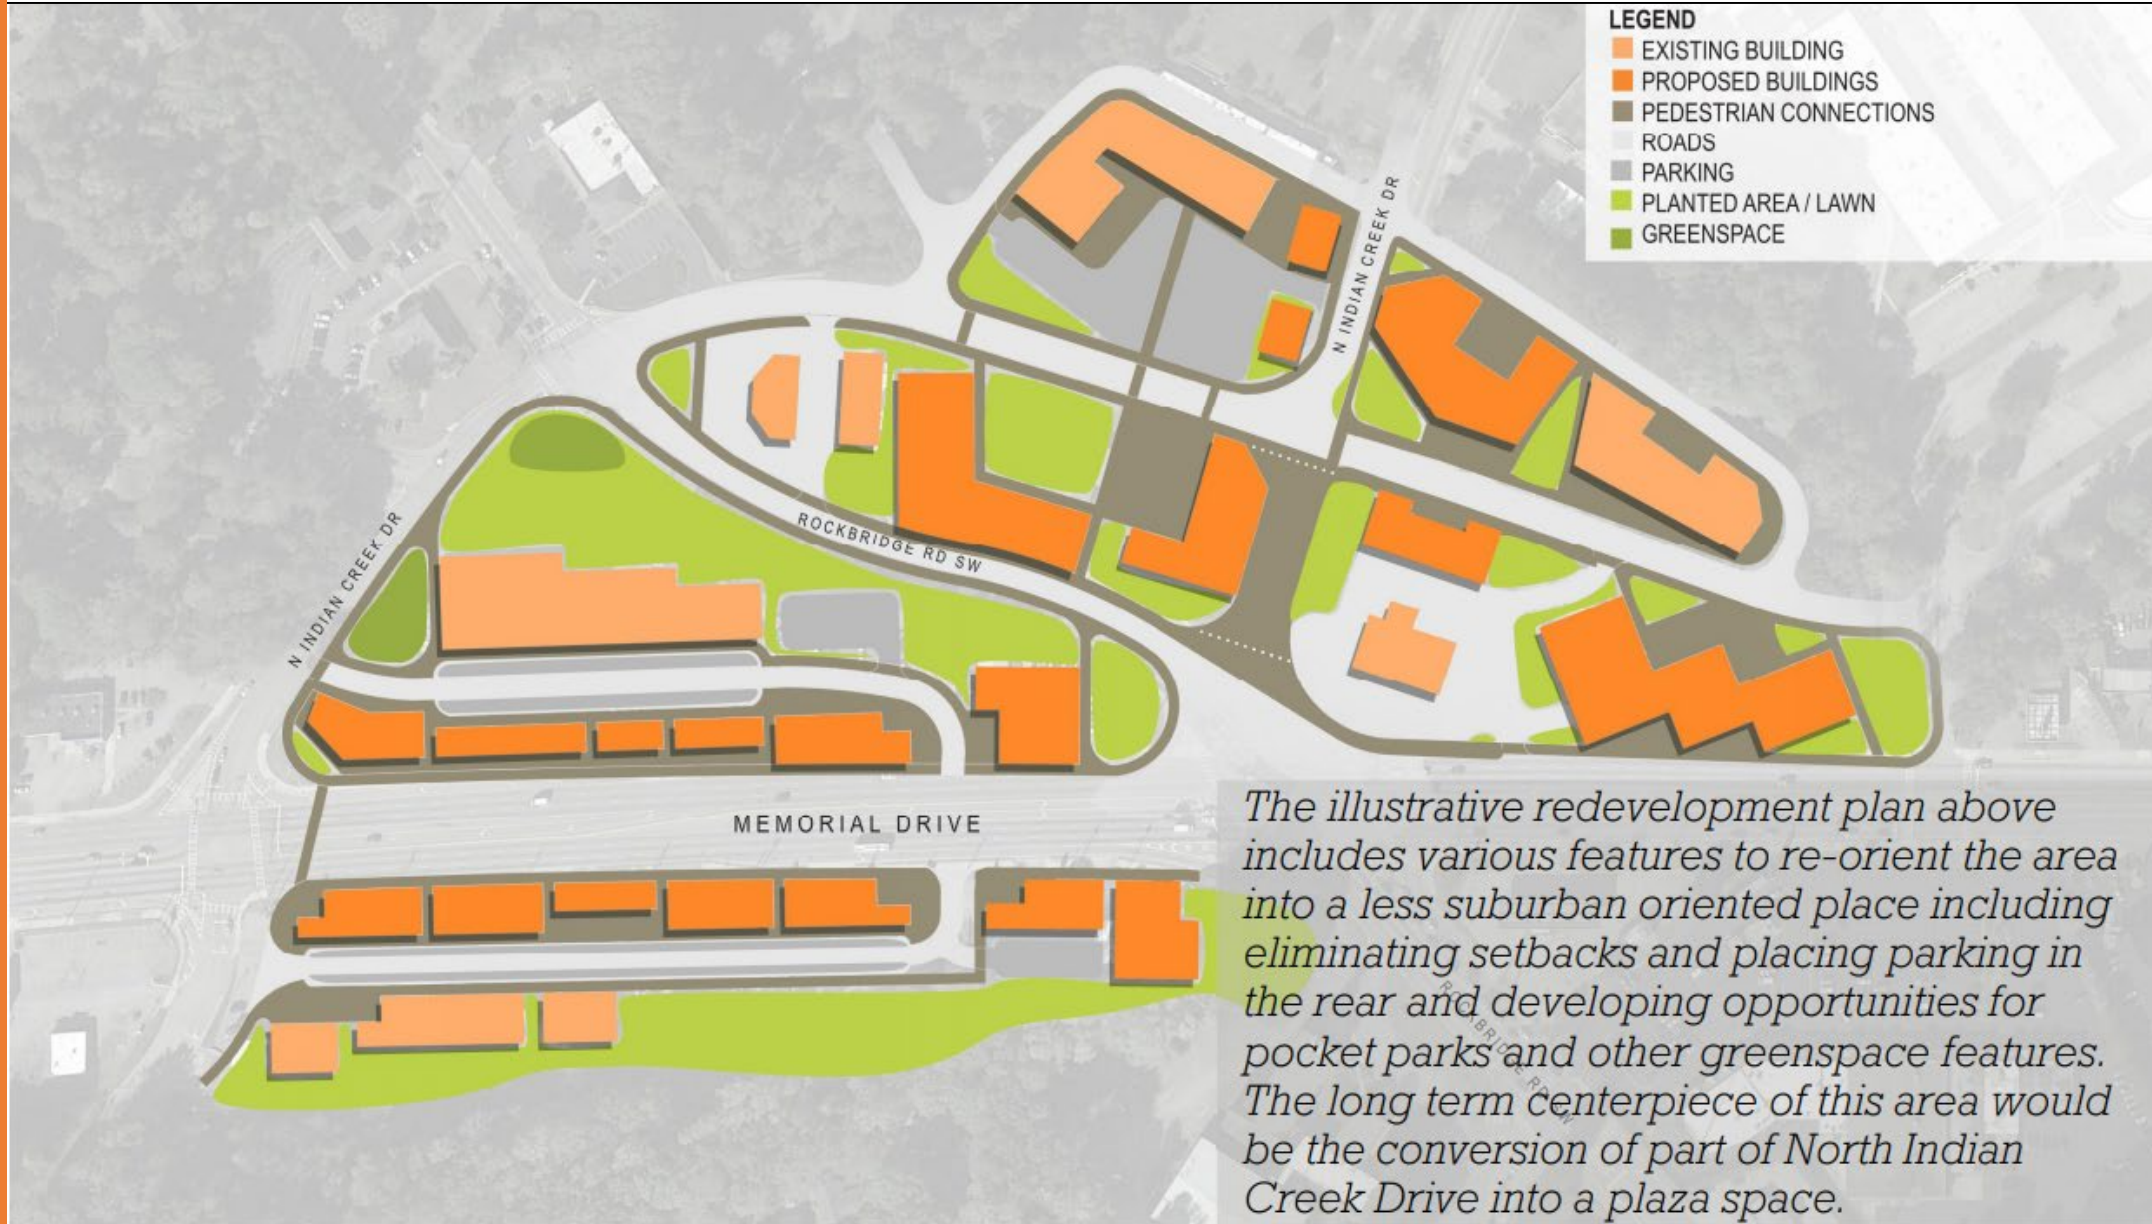 LEGEND
EXISTING BUILDING
PROPOSED BUILDINGS
PEDESTRIAN CONNECTIONS
ROADS
PARKING
PLANTED AREA / LAWN
GREENSPACE
N INDIAN CREEK DR
N INDIAN CREEK DR
ROCKBRIDGE RD SW
MEMORIAL DRIVE
The illustrative redevelopment plan above
includes various features to re-orient the area
into a less suburban oriented place including
eliminating setbacks and placing parking in
the rear and developing opportunities for
pocket parks and other greenspace features.
The long term centerpiece of this area would
be the conversion of part of North Indian
Creek Drive into a plaza space.
ROCKBRIDGE RD SW